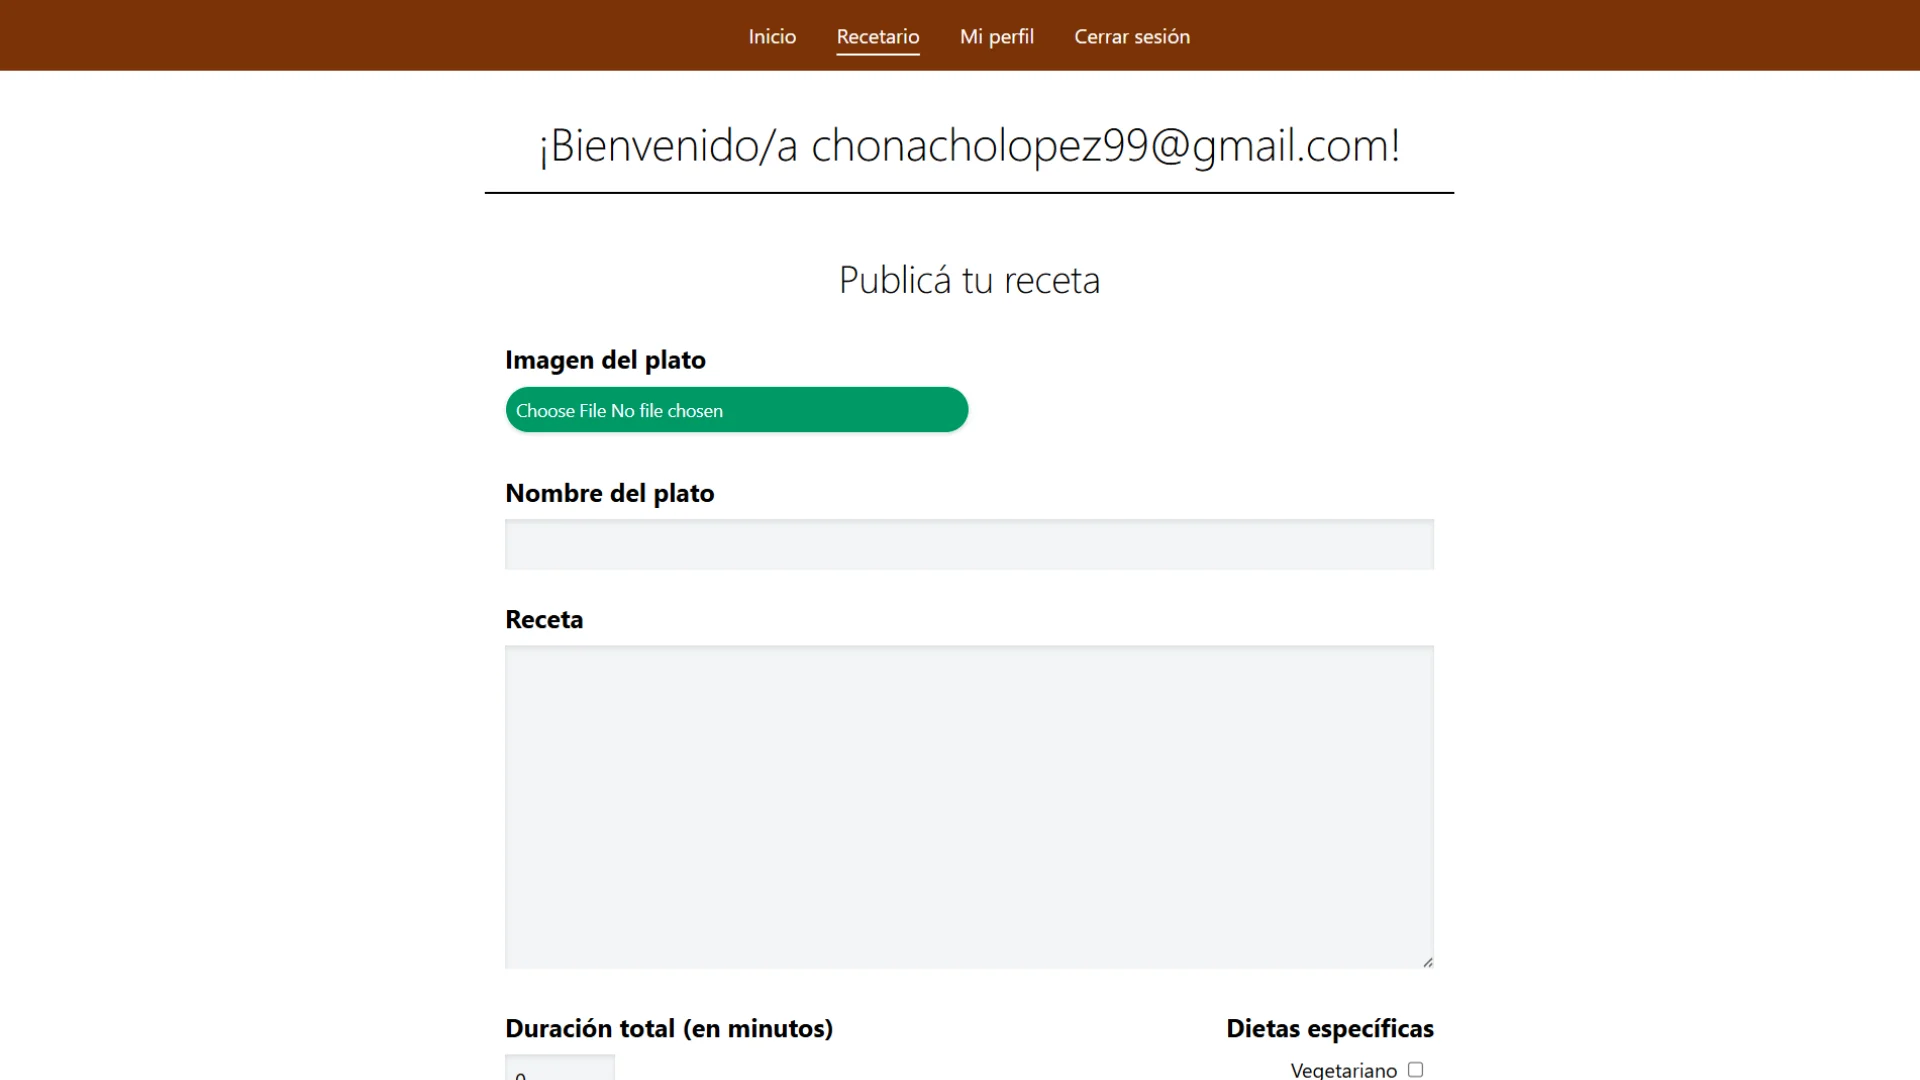 Inicio Recetario Mi perfil Cerrar sesión
¡Bienvenido/a chonacholopez99@gmail.com!
Publicá tu receta
Imagen del plato
Choose File No file chosen
Nombre del plato
Receta
Duración total (en minutos) Dietas específicas
0 Vegetariano